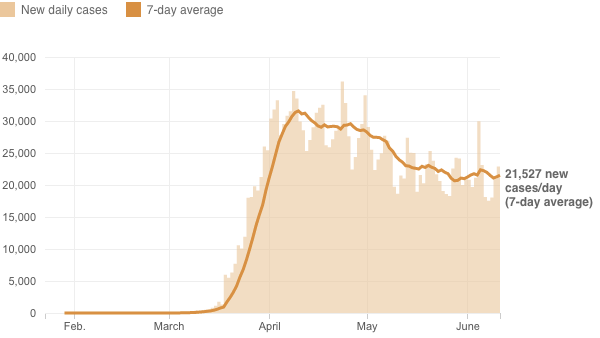 New daily cases 7-day average
40,000
35,000
30,000
25,000
20,000
15,000
10,000
5,000
0
21,527 new
cases/day
(7-day average)
Feb. March April May June